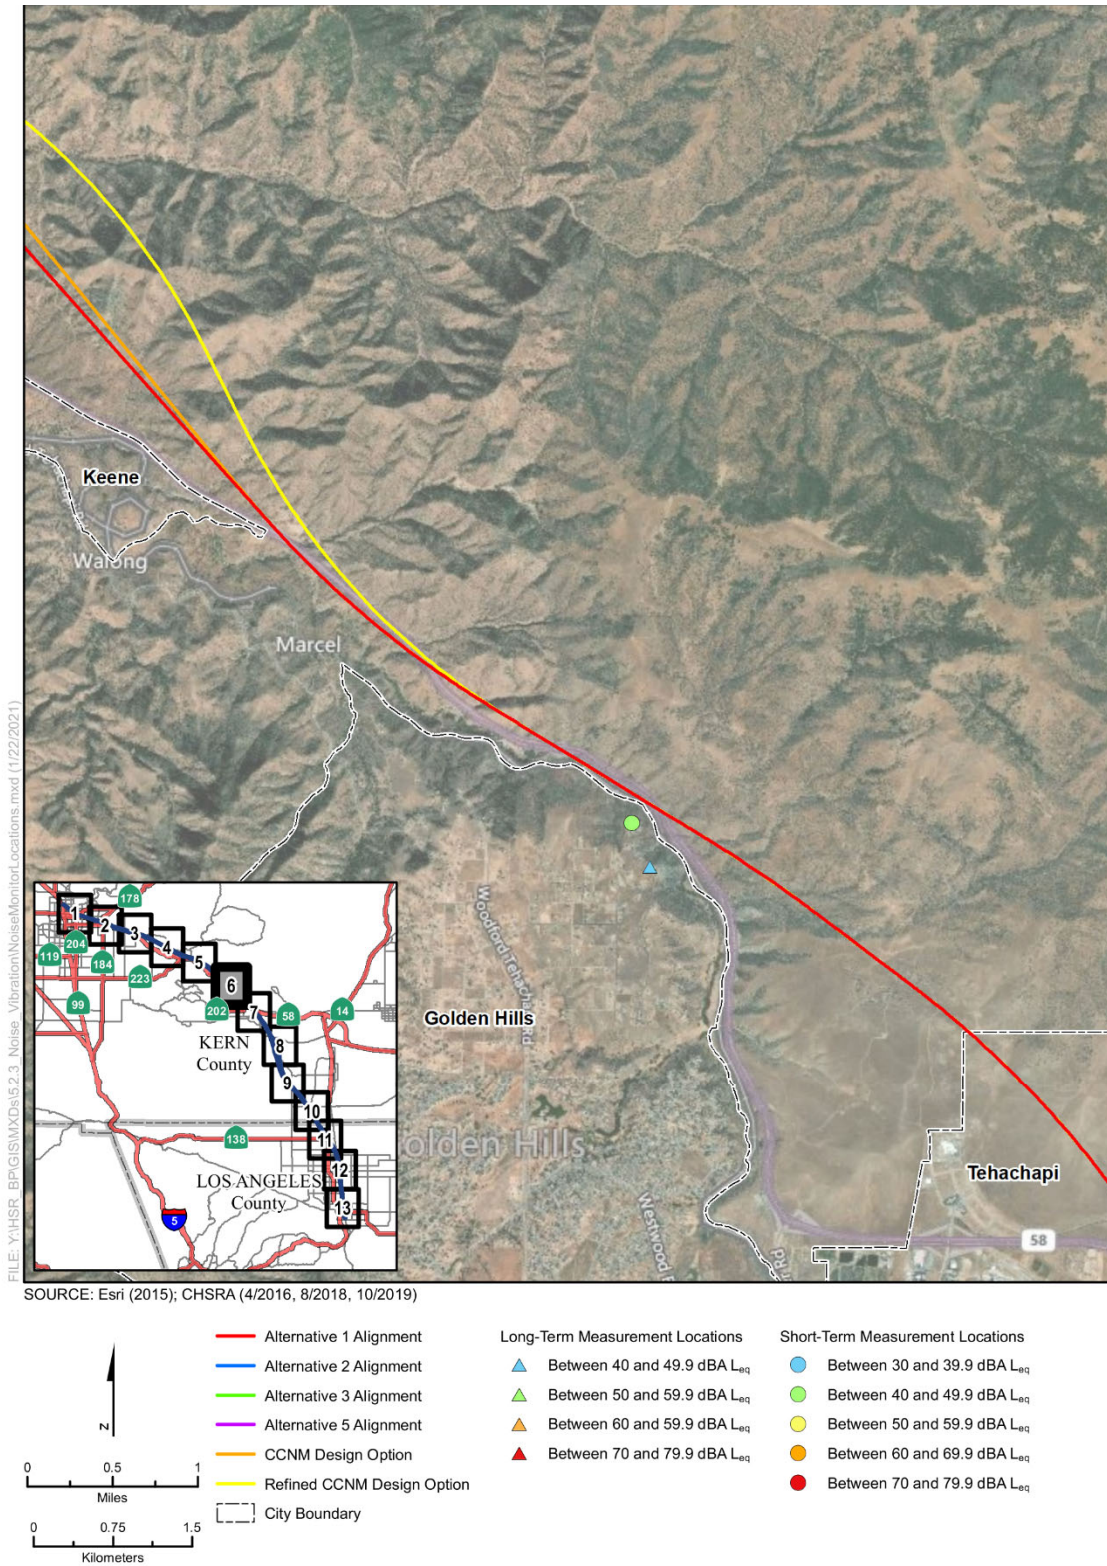 Keene
Walong
Marcel
Woodford Tehachapi Rd
Golden Hills
Golden Hills
Westwood
Tehachapi
58
178
1
2
3
4
5
6
7
8
9
10
11
12
13
204
119
184
223
99
202
58
14
KERN
County
138
LOS ANGELES
County
5
FILE: Y:\HSR_BP\GIS\MXDs\5.2.3_Noise_Vibration\NoiseMonitorLocations.mxd (1/22/2021)
SOURCE: Esri (2015); CHSRA (4/2016, 8/2018, 10/2019)
Z
0 0.5 1
Miles
0 0.75 1.5
Kilometers
Alternative 1 Alignment
Alternative 2 Alignment
Alternative 3 Alignment
Alternative 5 Alignment
CCNM Design Option
Refined CCNM Design Option
City Boundary
Long-Term Measurement Locations
Between 40 and 49.9 dBA Leq
Between 50 and 59.9 dBA Leq
Between 60 and 59.9 dBA Leq
Between 70 and 79.9 dBA Leq
Short-Term Measurement Locations
Between 30 and 39.9 dBA Leq
Between 40 and 49.9 dBA Leq
Between 50 and 59.9 dBA Leq
Between 60 and 69.9 dBA Leq
Between 70 and 79.9 dBA Leq